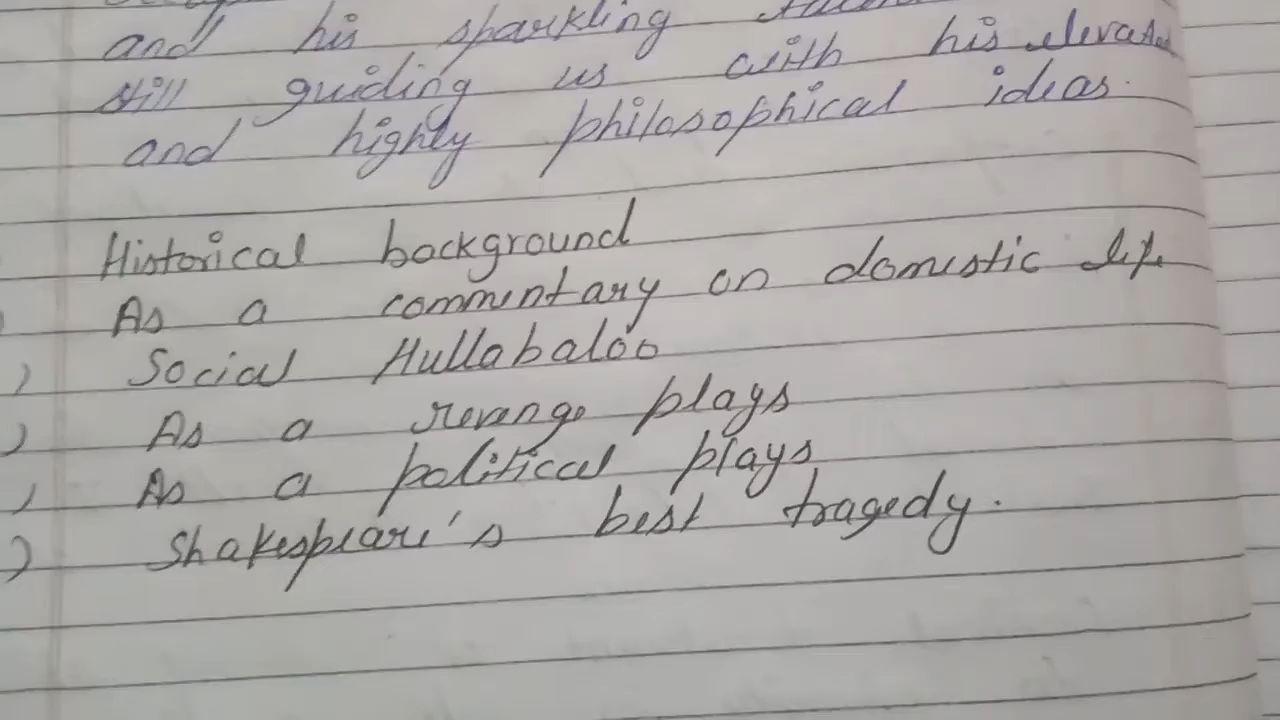 and his sparkling
still guiding us with his elevated
and highly philosophical ideas.
Historical background
As a commentary on domestic life
) Social Hullabaloo
) As a revenge plays
) As a political plays
) Shakespeare's best tragedy.